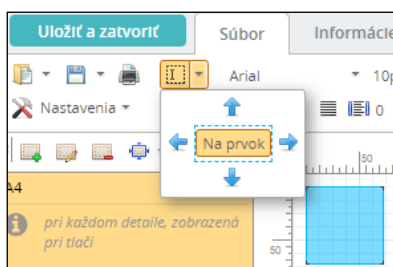 Uložiť a zatvoriť Súbor Informácie
Arial 10p
Nastavenia 0
Na prvok
A4 50
pri každom detaile, zobrazená
pri tlači
50